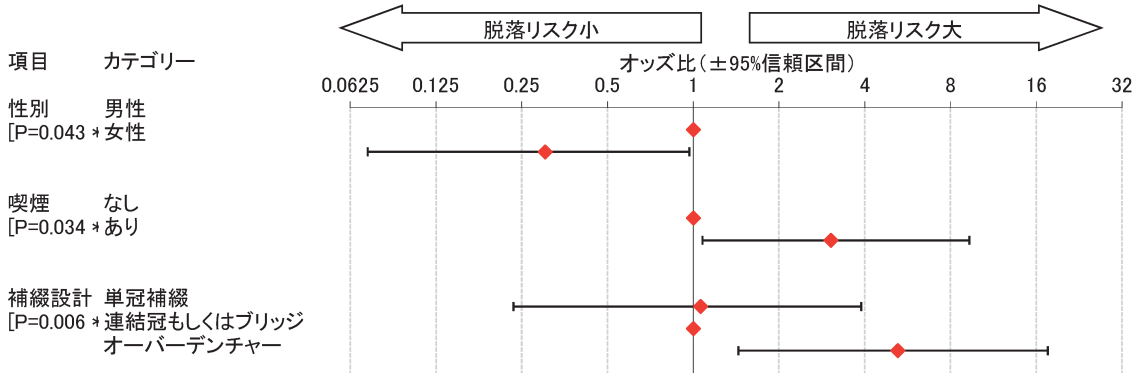 脱落リスク小 脱落リスク大
項目 カテゴリー オッズ比(±95%信頼区間)
0.0625 0.125 0.25 0.5 1 2 4 8 16 32
性別 男性
[P=0.043 * 女性
喫煙 なし
[P=0.034 * あり
補綴設計 単冠補綴
[P=0.006 * 連結冠もしくはブリッジ
オーバーデンチャー